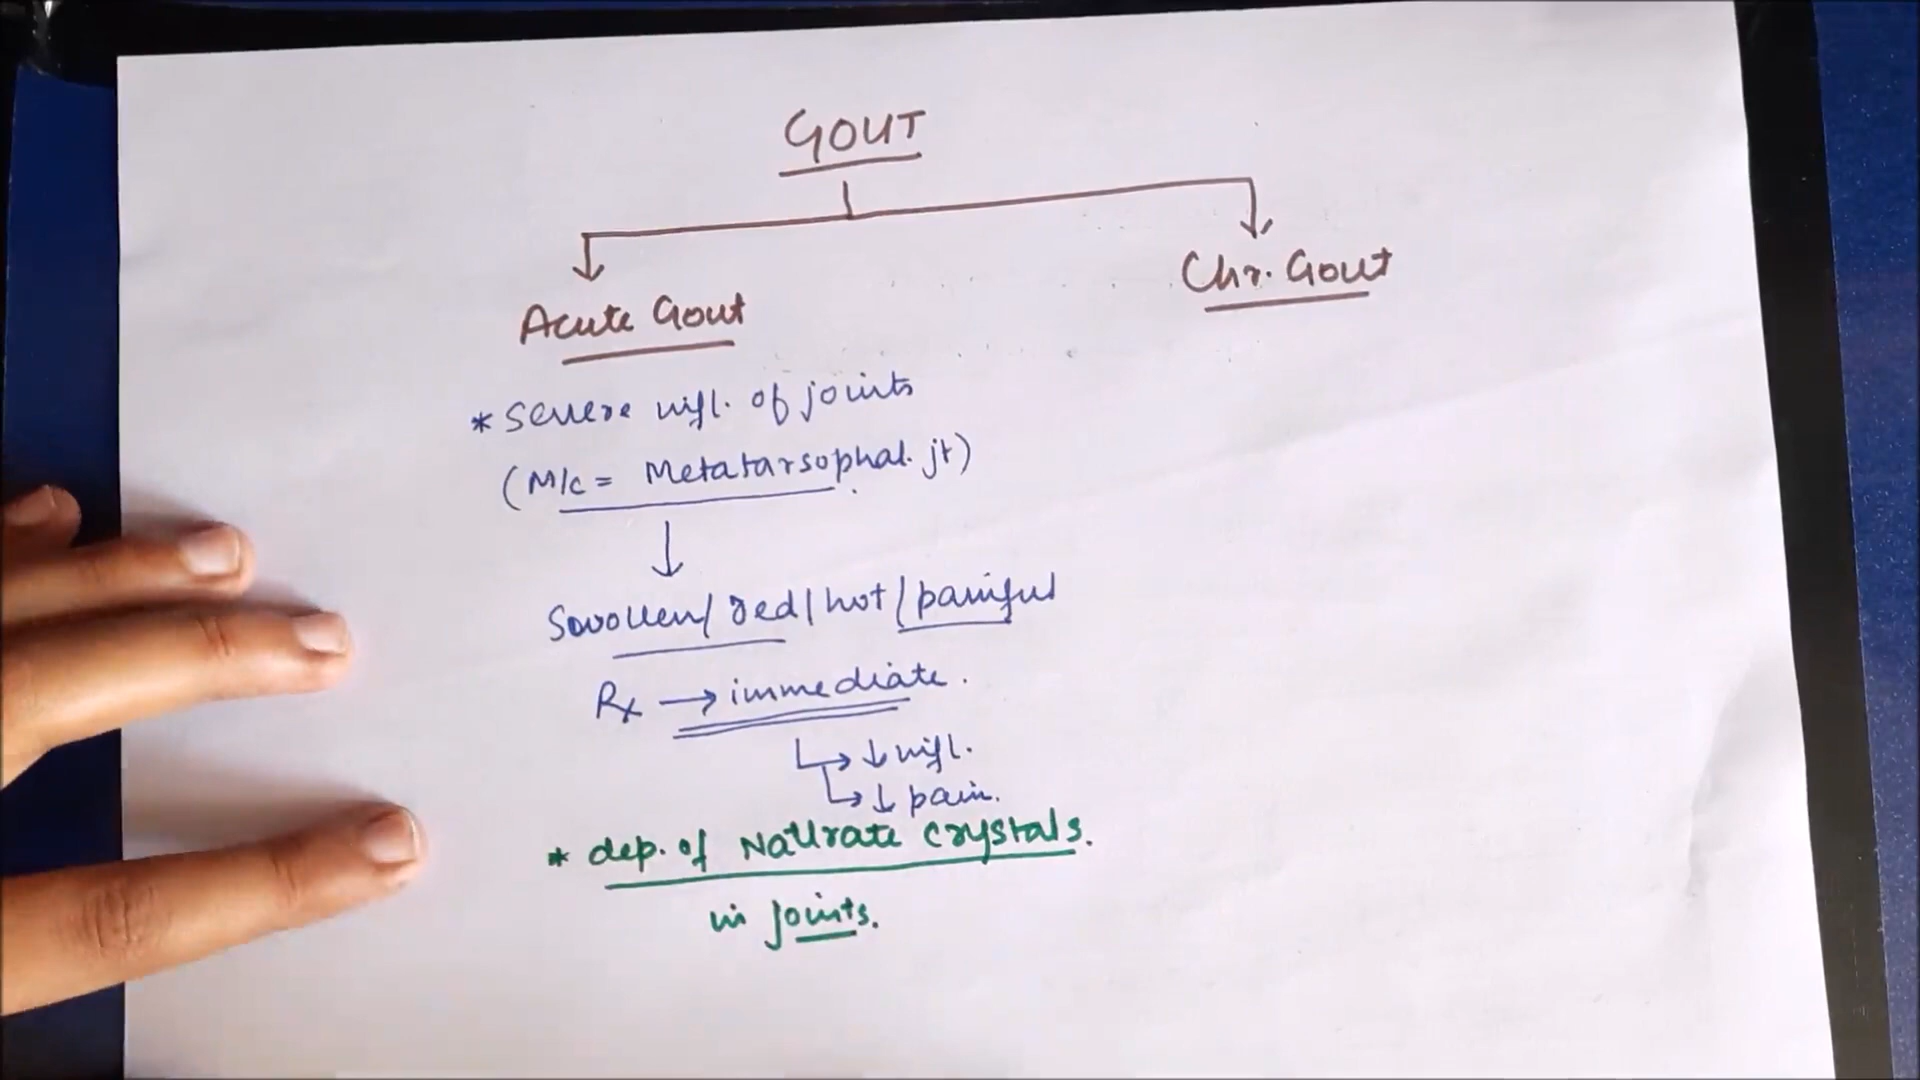 GOUT
Acute Gout
Chr. Gout
* Severe infl. of joints
(M/c = Metatarsophal. jt)
↓
Swollen/ red/ hot/ painful
Rx → immediate.
↳ ↓ infl.
↳ ↓ pain.
* dep. of NaUrate crystals.
in joints.